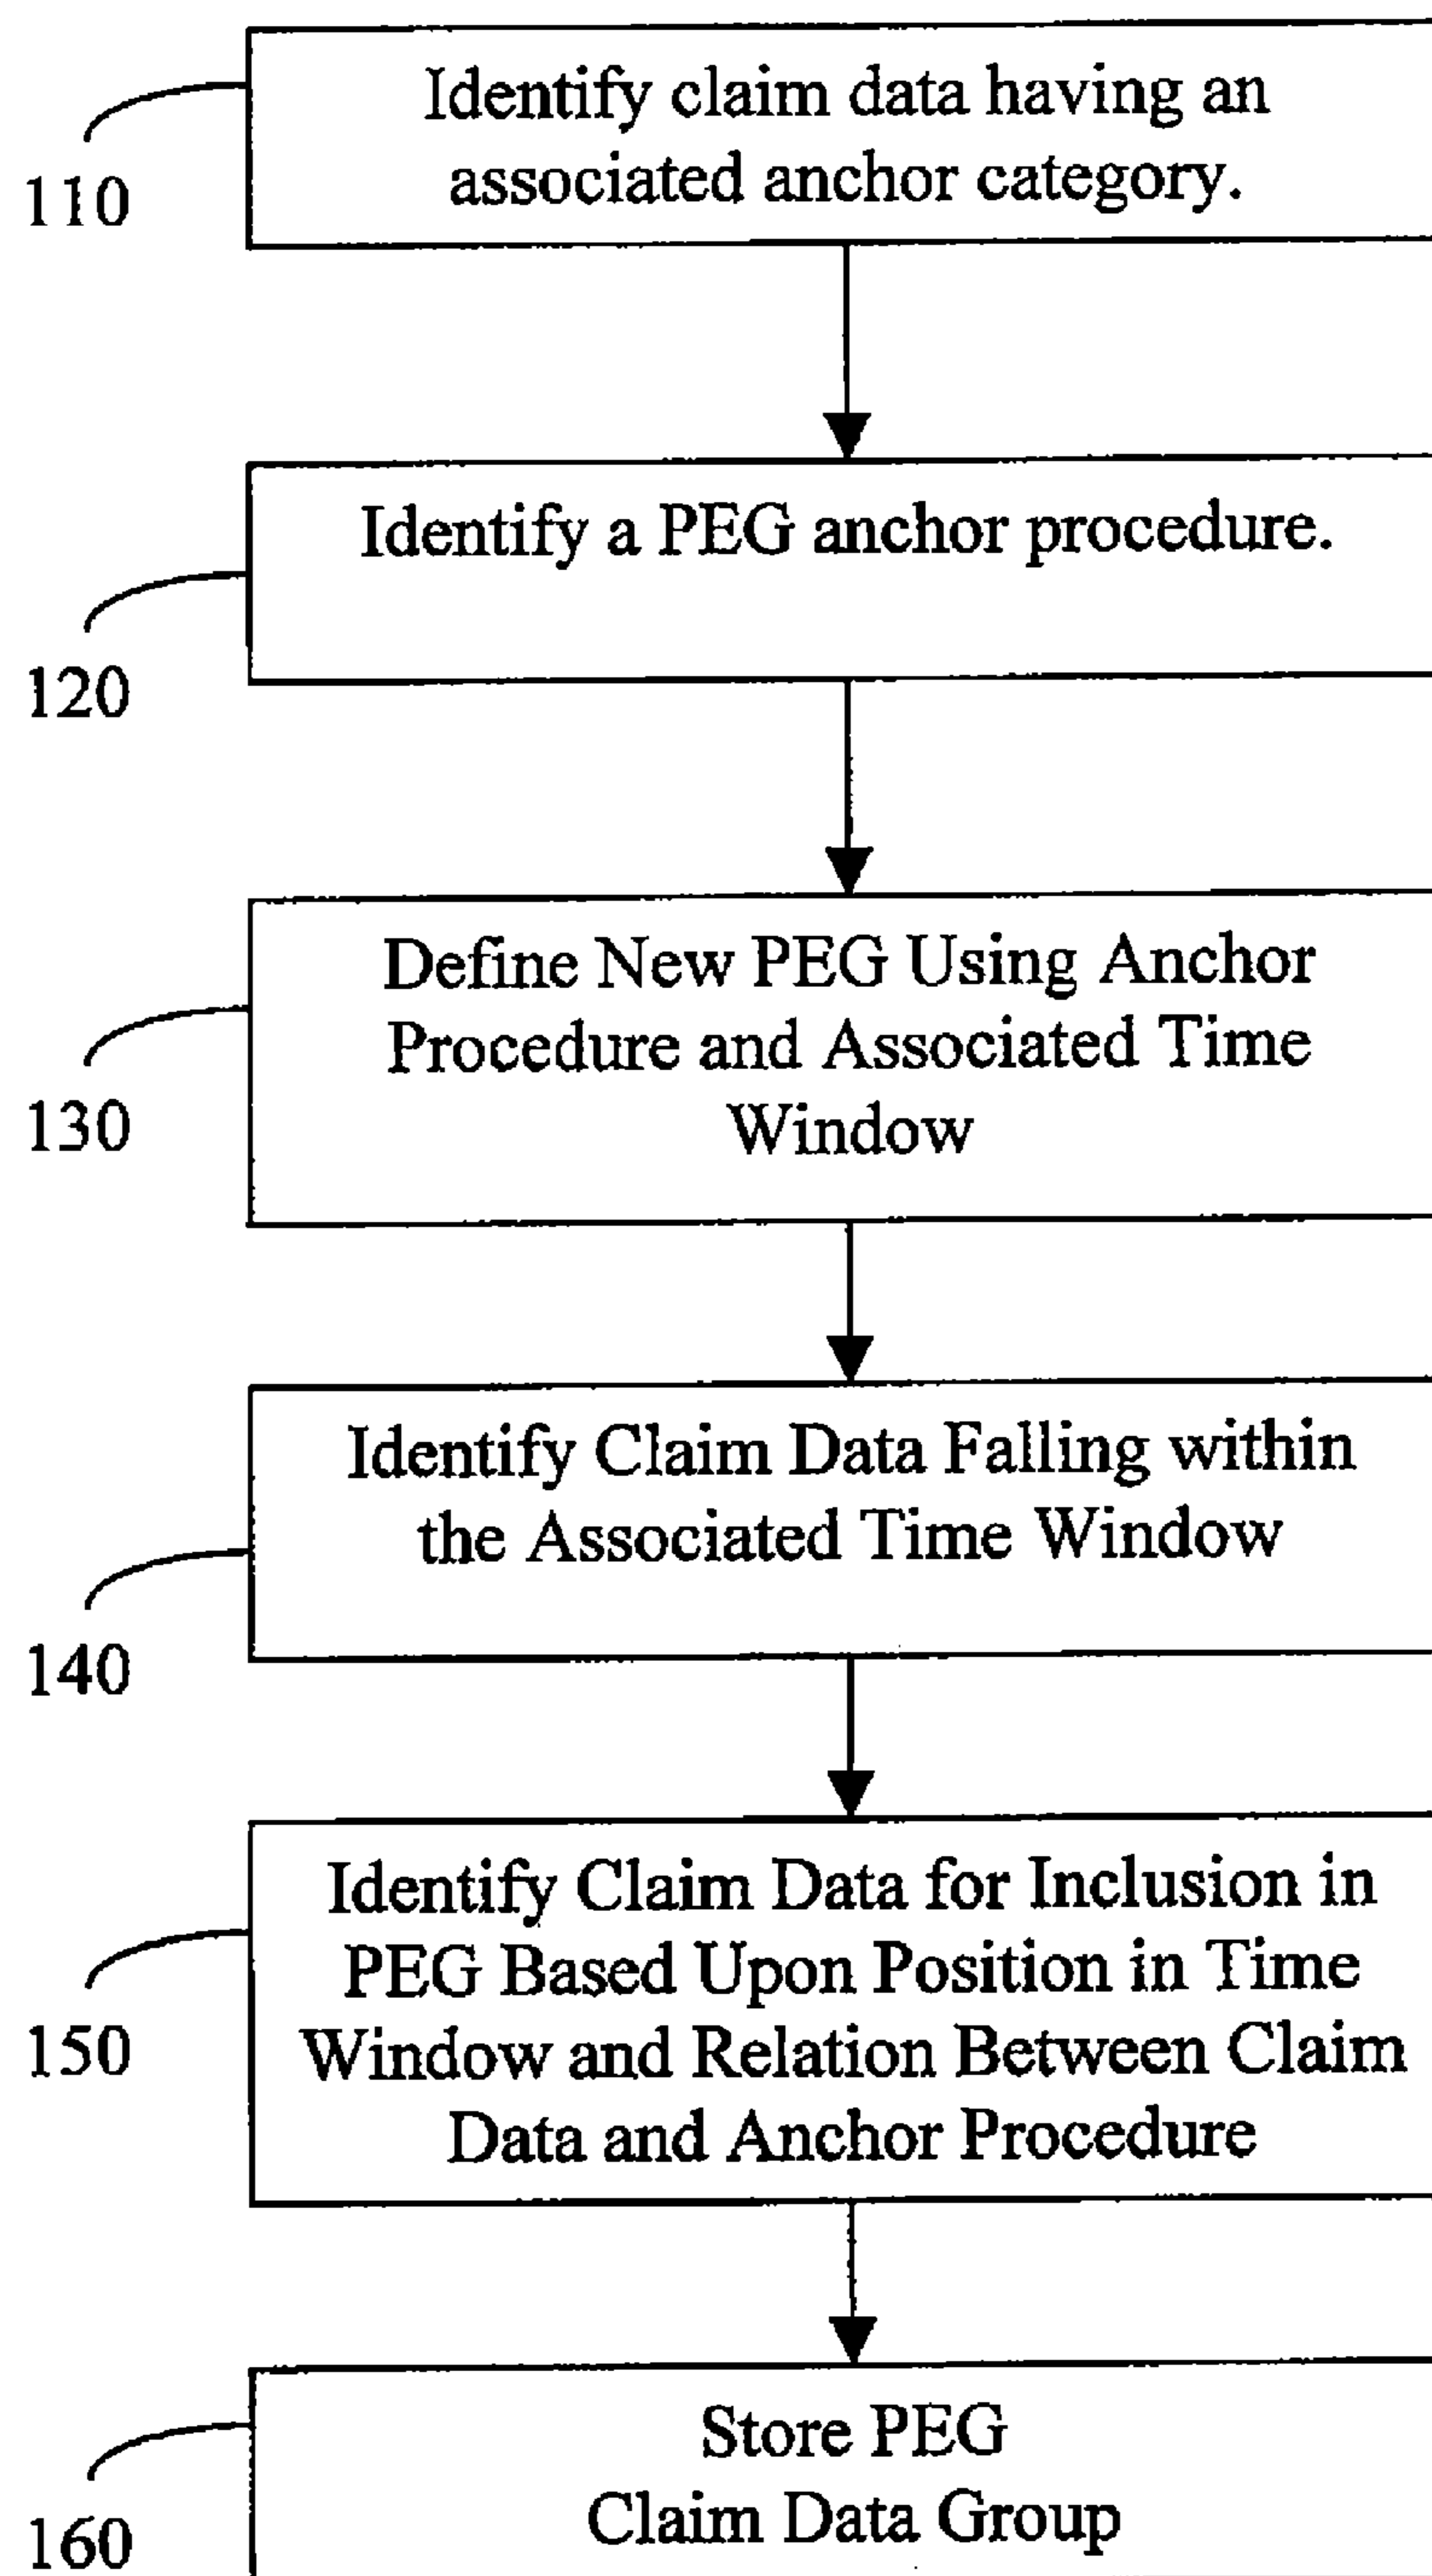 Identify claim data having an
associated anchor category.
110
Identify a PEG anchor procedure.
120
Define New PEG Using Anchor
Procedure and Associated Time
Window
130
Identify Claim Data Falling within
the Associated Time Window
140
Identify Claim Data for Inclusion in
PEG Based Upon Position in Time
Window and Relation Between Claim
Data and Anchor Procedure
150
Store PEG
Claim Data Group
160